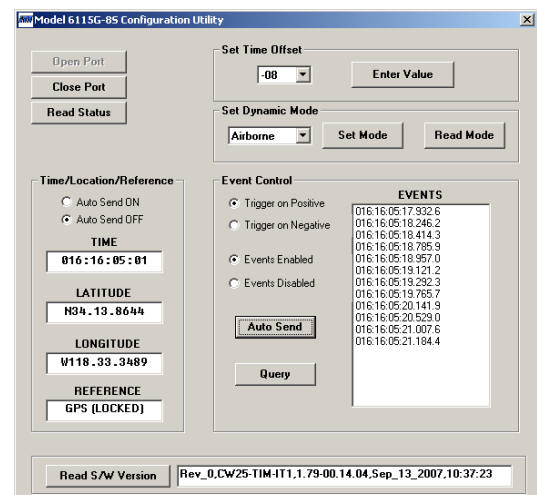 Model 6115G-8S Configuration Utility
Open Port
Close Port
Read Status
Set Time Offset
-08
Enter Value
Set Dynamic Mode
Airborne
Set Mode
Read Mode
Time/Location/Reference
Auto Send ON
Auto Send OFF
TIME
016:16:05:01
LATITUDE
N34.13.8644
LONGITUDE
W118.33.3489
REFERENCE
GPS (LOCKED)
Event Control
Trigger on Positive
Trigger on Negative
Events Enabled
Events Disabled
Auto Send
Query
EVENTS
016:16:05:17.932.6
016:16:05:18.246.2
016:16:05:18.414.3
016:16:05:18.785.9
016:16:05:18.957.0
016:16:05:19.121.2
016:16:05:19.292.3
016:16:05:19.765.7
016:16:05:20.141.9
016:16:05:20.529.0
016:16:05:21.007.6
016:16:05:21.184.4
Read S/W Version
Rev_0,CW25-TIM-IT1,1.79-00.14.04,Sep_13_2007,10:37:23